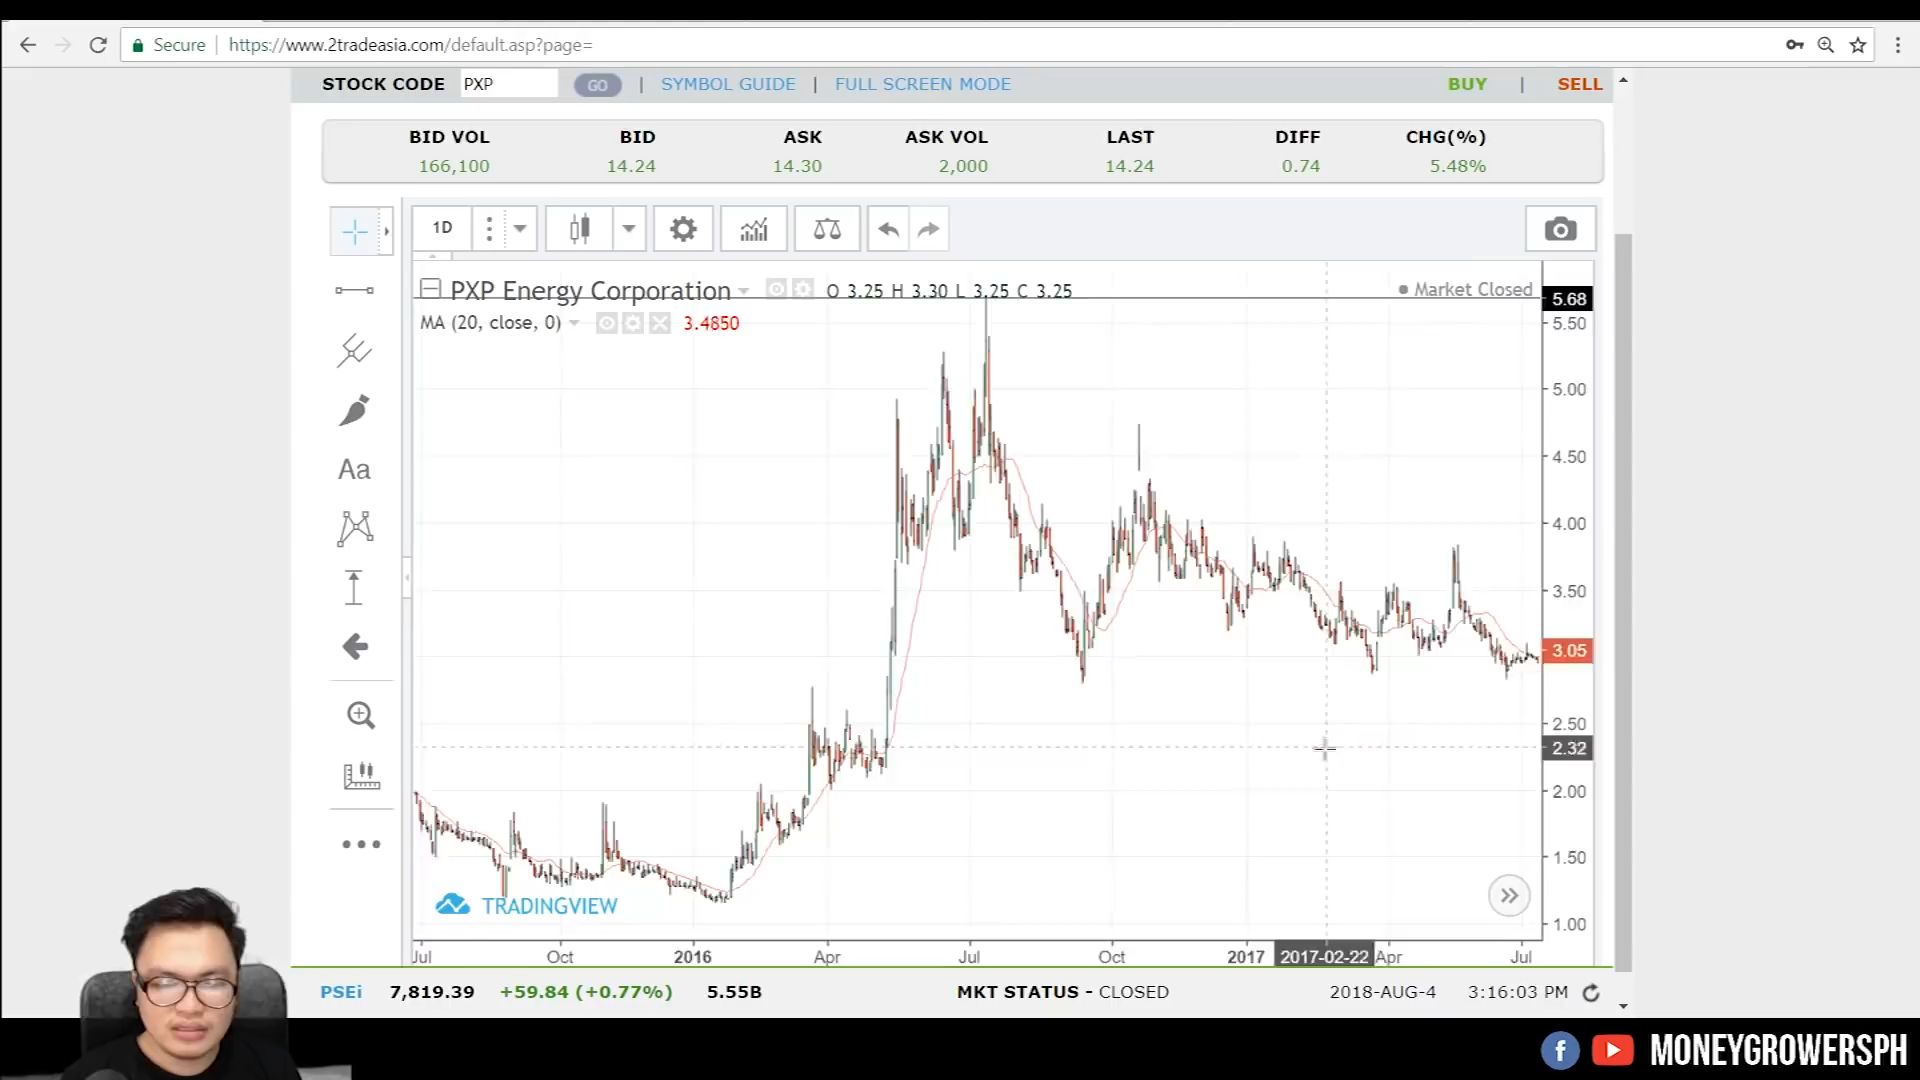 Secure https://www.2tradeasia.com/default.asp?page=
STOCK CODE PXP GO | SYMBOL GUIDE | FULL SCREEN MODE BUY | SELL
BID VOL BID ASK ASK VOL LAST DIFF CHG(%)
166,100 14.24 14.30 2,000 14.24 0.74 5.48%
1D
PXP Energy Corporation O 3.25 H 3.30 L 3.25 C 3.25 Market Closed
5.68
MA (20, close, 0) 3.4850
5.50
5.00
4.50
Aa
4.00
3.50
3.05
2.50
2.32
2.00
1.50
TRADINGVIEW
1.00
Jul Oct 2016 Apr Jul Oct 2017 2017-02-22 Apr Jul
PSEi 7,819.39 +59.84 (+0.77%) 5.55B MKT STATUS - CLOSED 2018-AUG-4 3:16:03 PM
f MONEYGROWERSPH